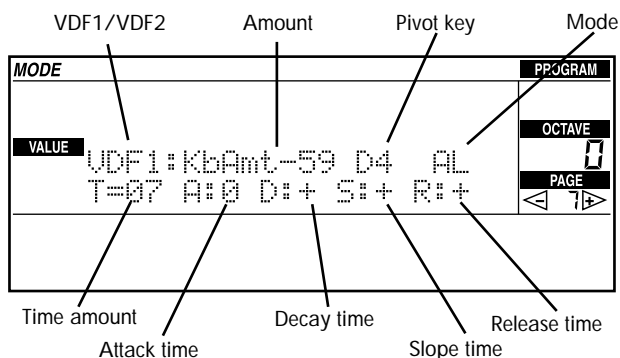 VDF1/VDF2 Amount Pivot key Mode
MODE PROGRAM
OCTAVE
VALUE 0
VDF1:KbAmt-59 D4 AL
PAGE
T=07 A:0 D:+ S:+ R:+ - 7 +
Time amount Decay time Release time
Attack time Slope time